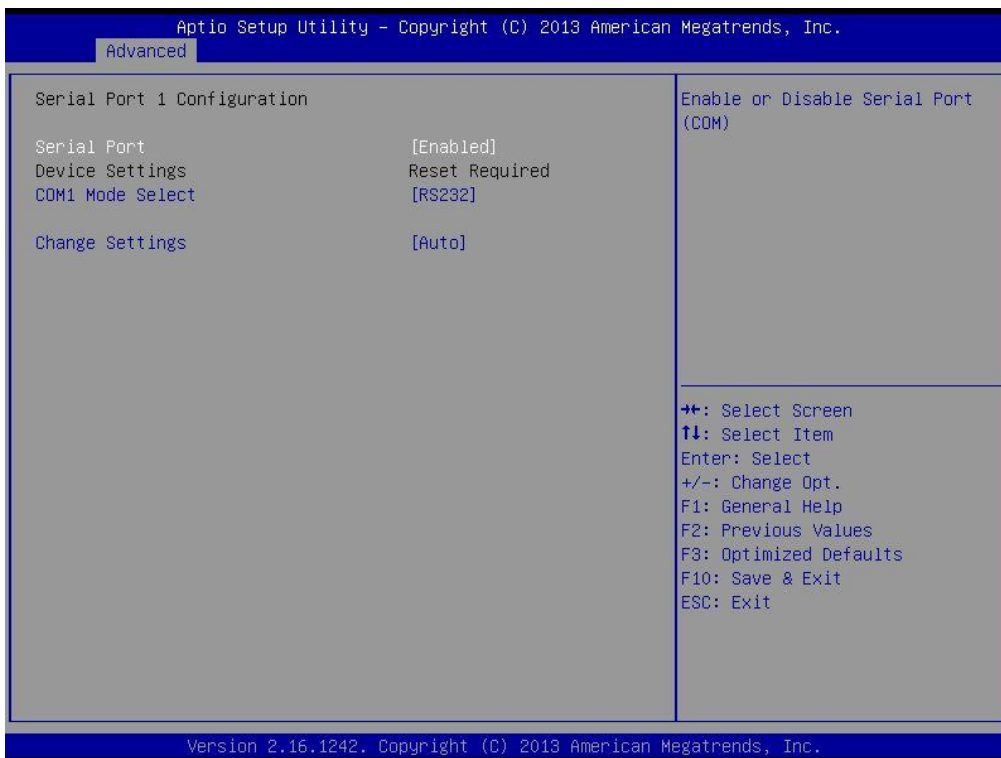 Aptio Setup Utility – Copyright (C) 2013 American Megatrends, Inc.
Advanced
Serial Port 1 Configuration
Serial Port [Enabled]
Device Settings Reset Required
COM1 Mode Select [RS232]
Change Settings [Auto]
Enable or Disable Serial Port
(COM)
→←: Select Screen
↑↓: Select Item
Enter: Select
+/-: Change Opt.
F1: General Help
F2: Previous Values
F3: Optimized Defaults
F10: Save & Exit
ESC: Exit
Version 2.16.1242. Copyright (C) 2013 American Megatrends, Inc.